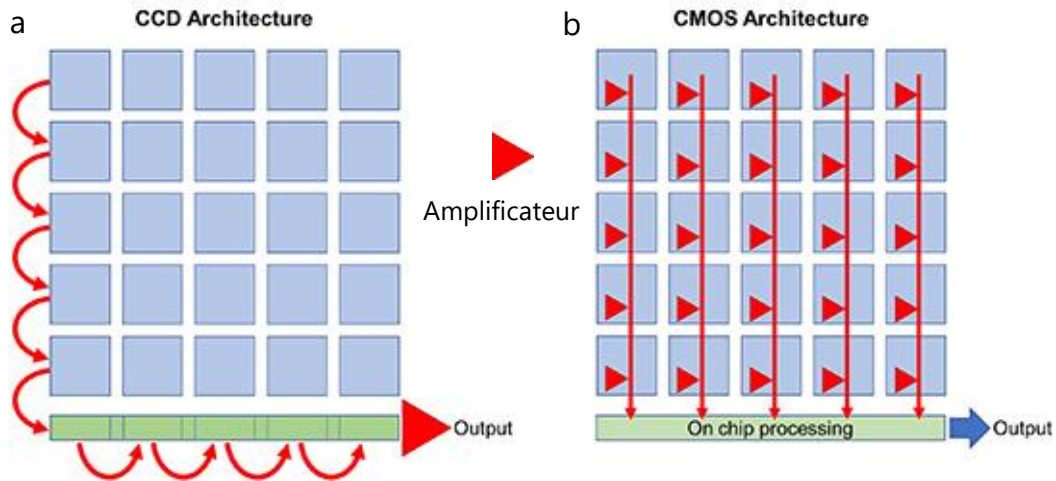 a
CCD Architecture
b
CMOS Architecture
Amplificateur
Output
On chip processing
Output